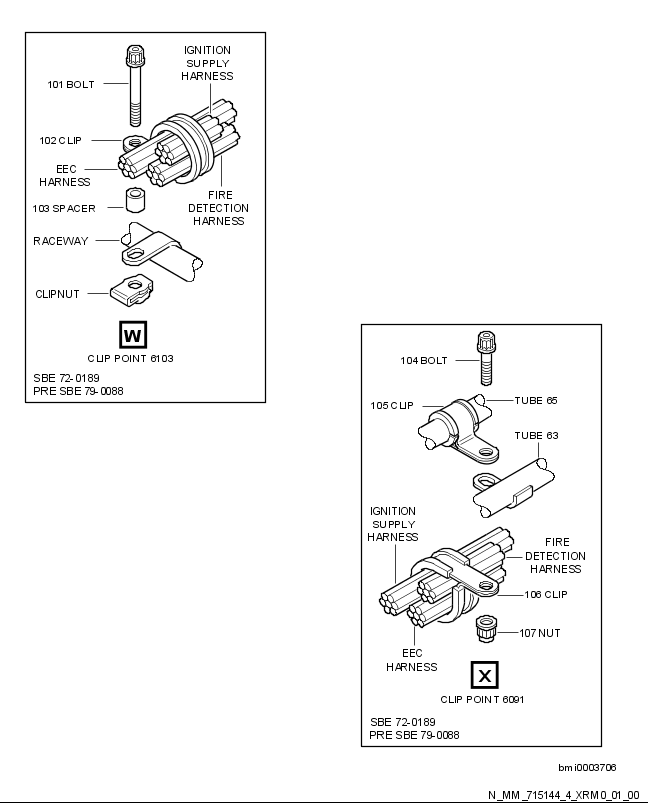 IGNITION
SUPPLY
HARNESS
101 BOLT
102 CLIP
EEC
HARNESS
FIRE
DETECTION
HARNESS
103 SPACER
RACEWAY
CLIPNUT
W
CLIP POINT 6103
SBE 72-0189
PRE SBE 79-0088
104 BOLT
105 CLIP
TUBE 65
TUBE 63
IGNITION
SUPPLY
HARNESS
FIRE
DETECTION
HARNESS
106 CLIP
107 NUT
EEC
HARNESS
X
CLIP POINT 6091
SBE 72-0189
PRE SBE 79-0088
bmi0003706
N_MM_715144_4_XRM0_01_00